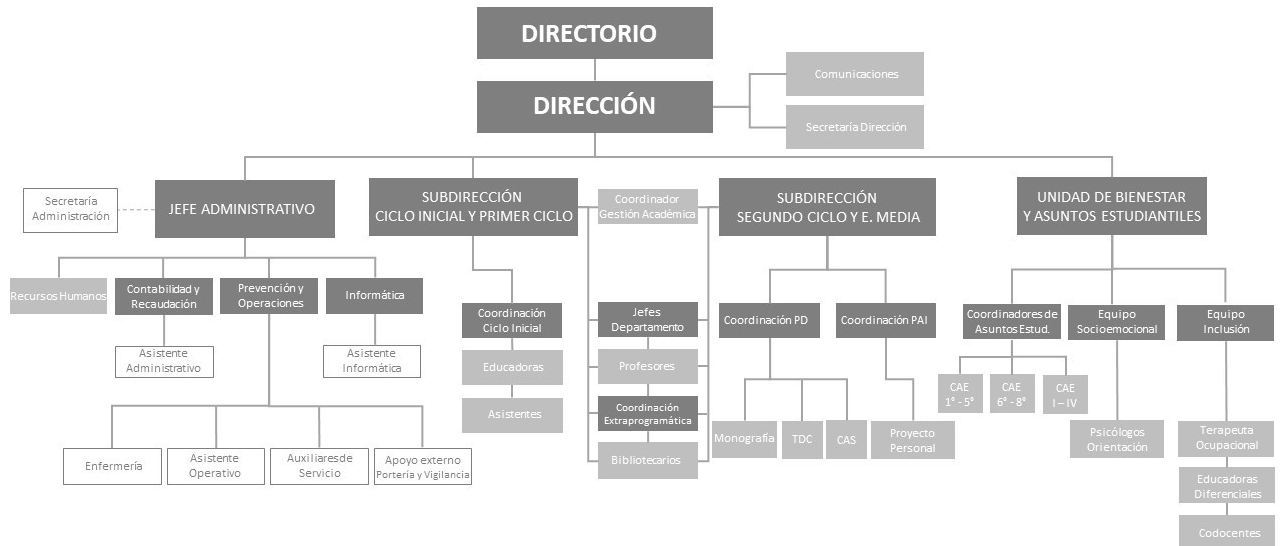 DIRECTORIO
DIRECCIÓN
Comunicaciones
Secretaría Dirección
Secretaría
Administración
JEFE ADMINISTRATIVO
SUBDIRECCIÓN
CICLO INICIAL Y PRIMER CICLO
Coordinador
Gestión Académica
SUBDIRECCIÓN
SEGUNDO CICLO Y E. MEDIA
UNIDAD DE BIENESTAR
Y ASUNTOS ESTUDIANTILES
Recursos Humanos
Contabilidad y
Recaudación
Prevención y
Operaciones
Informática
Asistente
Administrativo
Asistente
Informática
Enfermería
Asistente
Operativo
Auxiliares de
Servicio
Apoyo externo
Portería y Vigilancia
Coordinación
Ciclo Inicial
Educadoras
Asistentes
Jefes
Departamento
Profesores
Coordinación
Extraprogramática
Bibliotecarios
Coordinación PD
Coordinación PAI
Monografía
TDC
CAS
Proyecto
Personal
Coordinadores de
Asuntos Estud.
Equipo
Socioemocional
Equipo
Inclusión
CAE
1° - 5°
CAE
6° - 8°
CAE
I – IV
Psicólogos
Orientación
Terapeuta
Ocupacional
Educadoras
Diferenciales
Codocentes